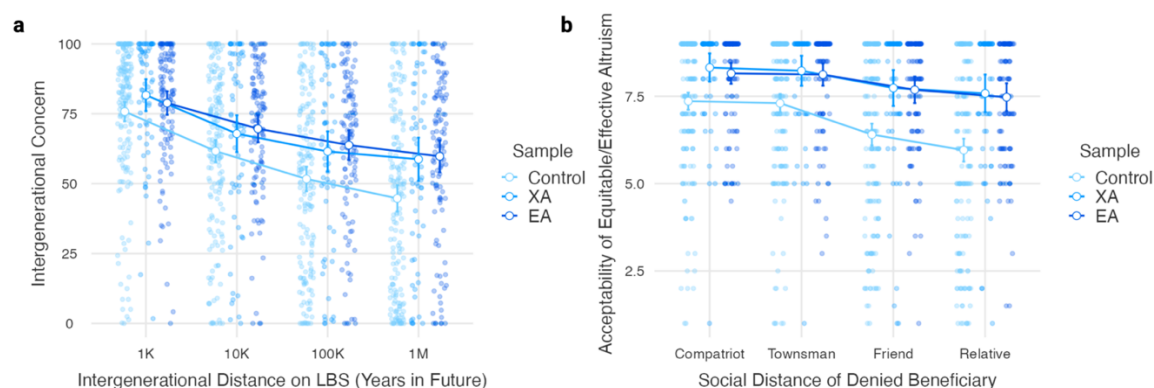 a
100
75
50
25
0
Intergenerational Concern
1K
10K
100K
1M
Intergenerational Distance on LBS (Years in Future)
Sample
Control
XA
EA
b
7.5
5.0
2.5
Acceptability of Equitable/Effective Altruism
Compatriot
Townsman
Friend
Relative
Social Distance of Denied Beneficiary
Sample
Control
XA
EA